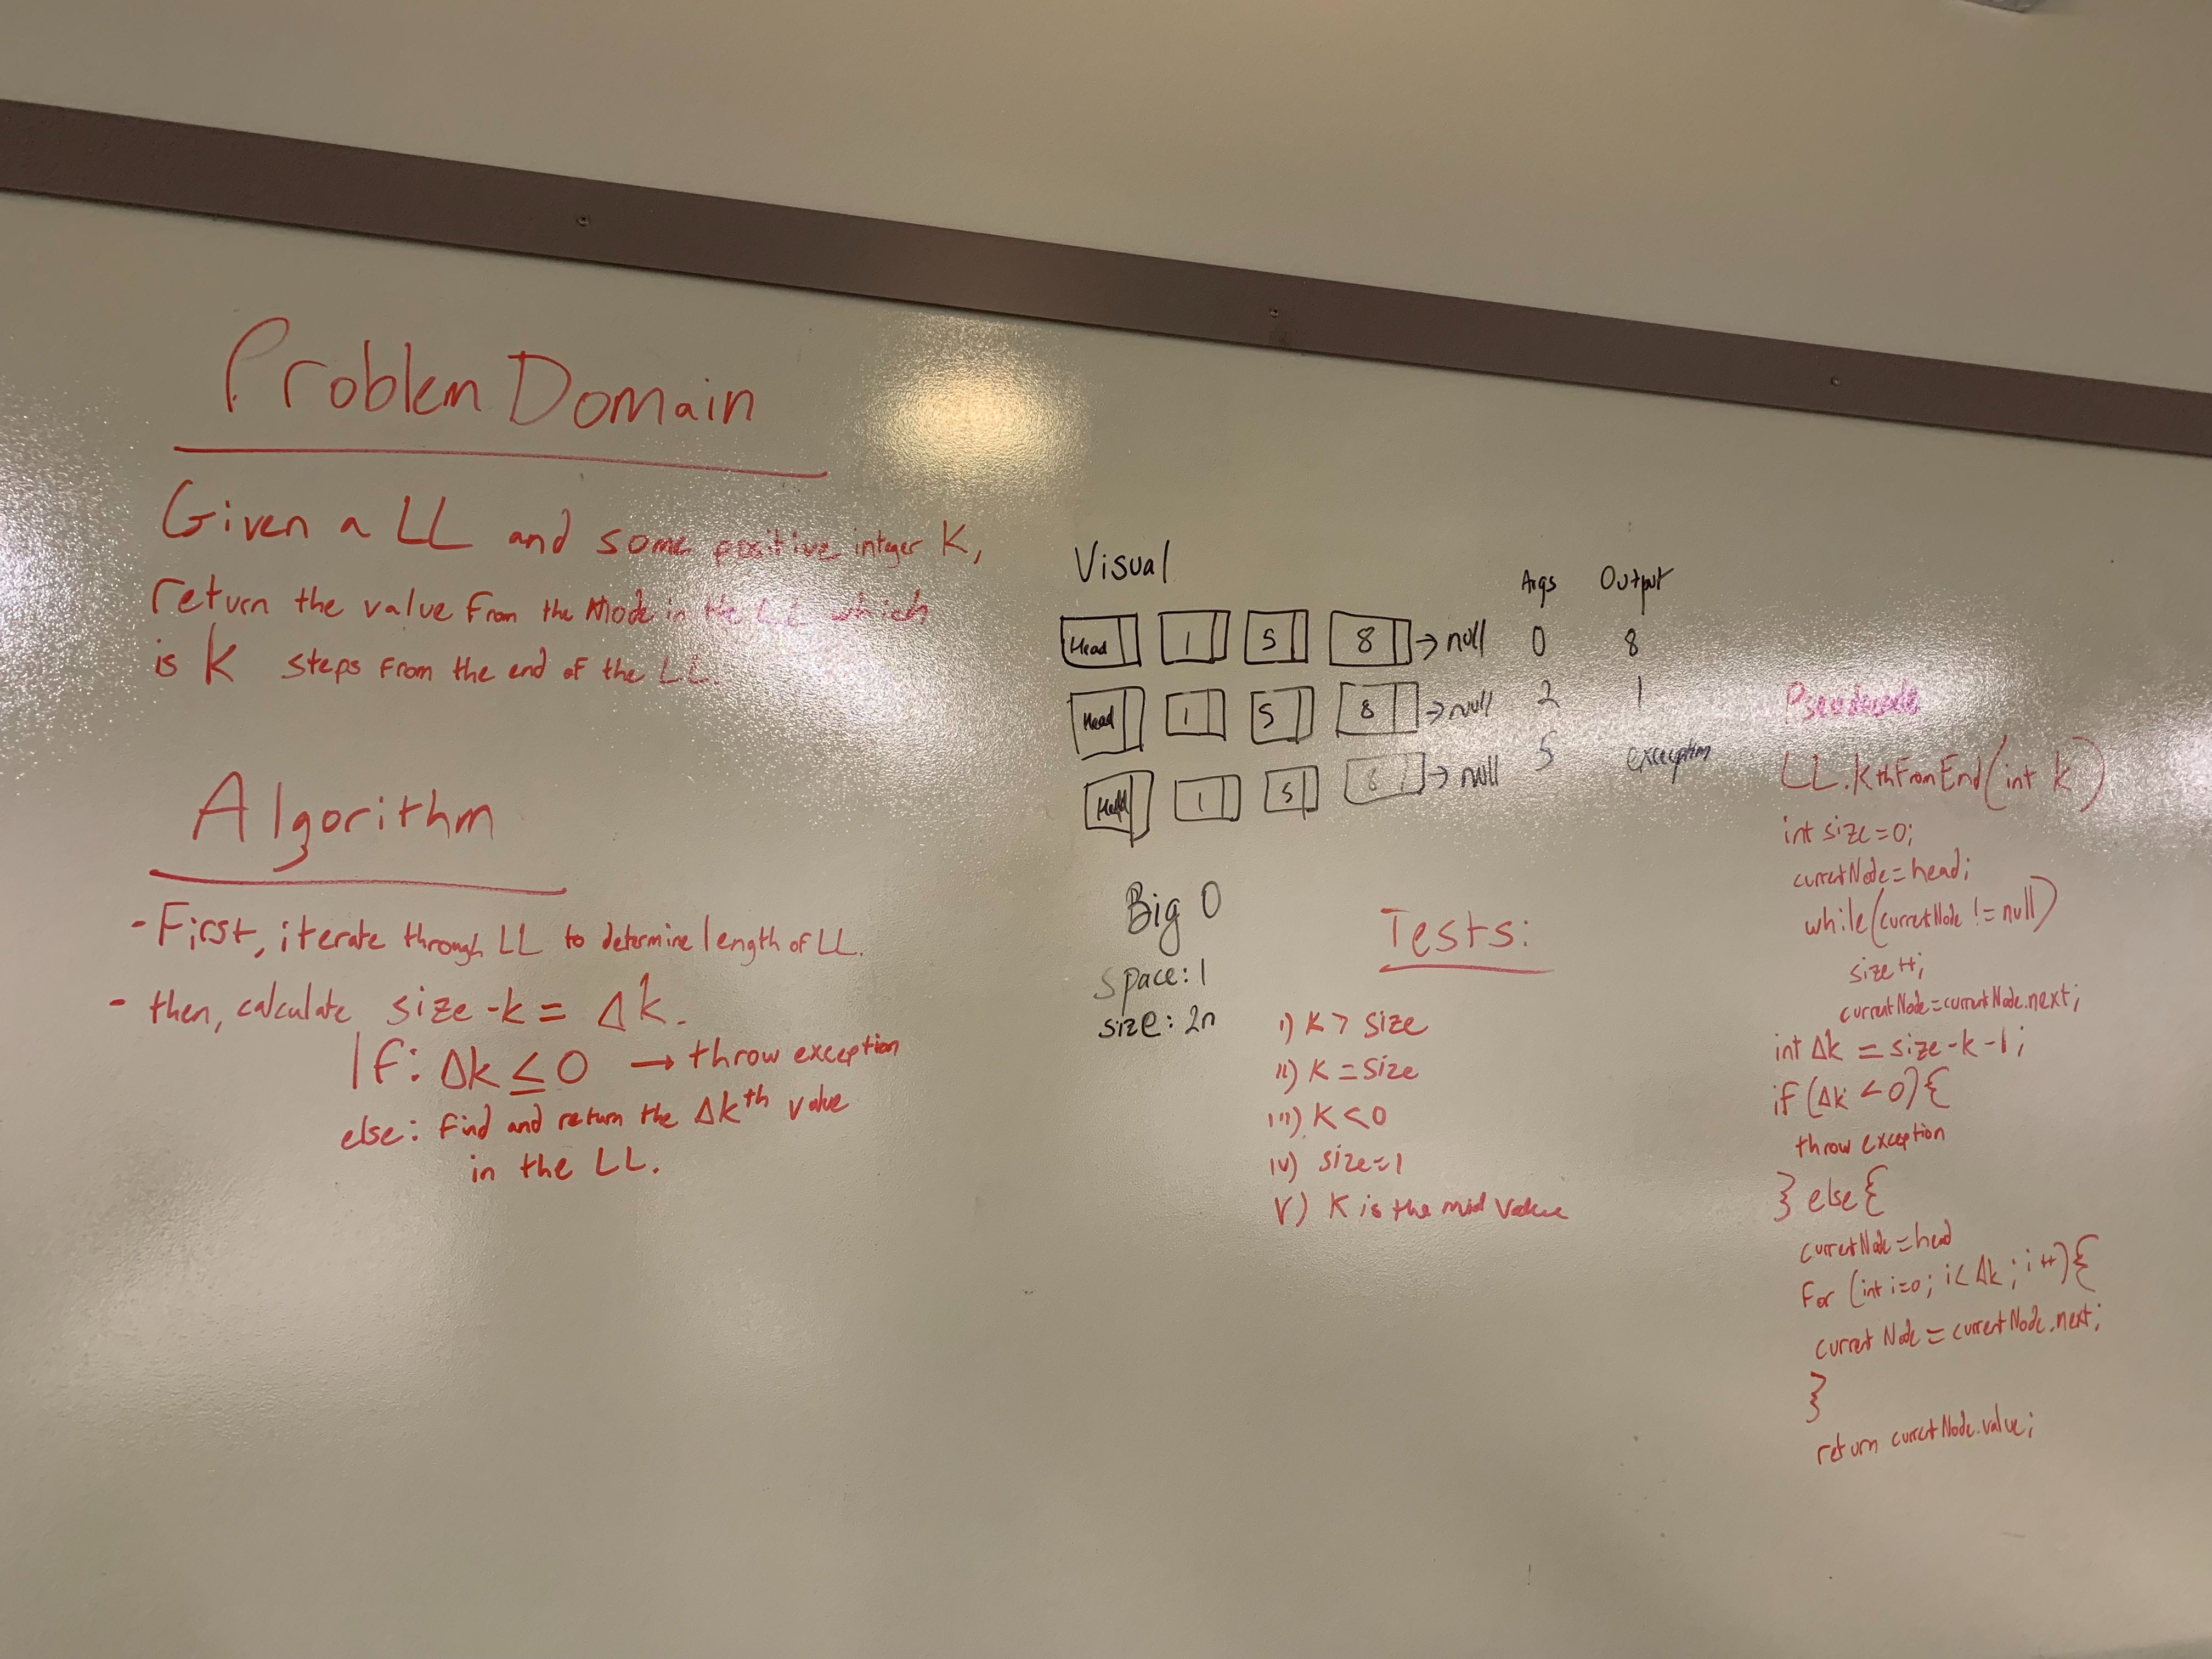 Problem Domain
Given a LL and some positive integer K,
return the value from the Node in the LL which
is K steps from the end of the LL.
Algorithm
- First, iterate through LL to determine length of LL.
- then, calculate size - k = Δk.
If: Δk ≤ 0 → throw exception
else: find and return the Δkth value
in the LL.
Visual Args Output
Head 1 5 8 → null 0 8
Head 1 5 8 → null 2 1
Head 1 5 8 → null 5 exception
Big O
space: 1
size: 2n
Tests:
i) K > size
ii) K = size
iii) K < 0
iv) size = 1
V) K is the mid value
Pseudocode
LL.kthFromEnd(int k)
int size = 0;
currentNode = head;
while(currentNode != null)
size++;
currentNode = currentNode.next;
int Δk = size - k - 1;
if (Δk < 0){
throw exception
} else {
currentNode = head
for (int i=0; i < Δk; i++){
currentNode = currentNode.next;
}
return currentNode.value;